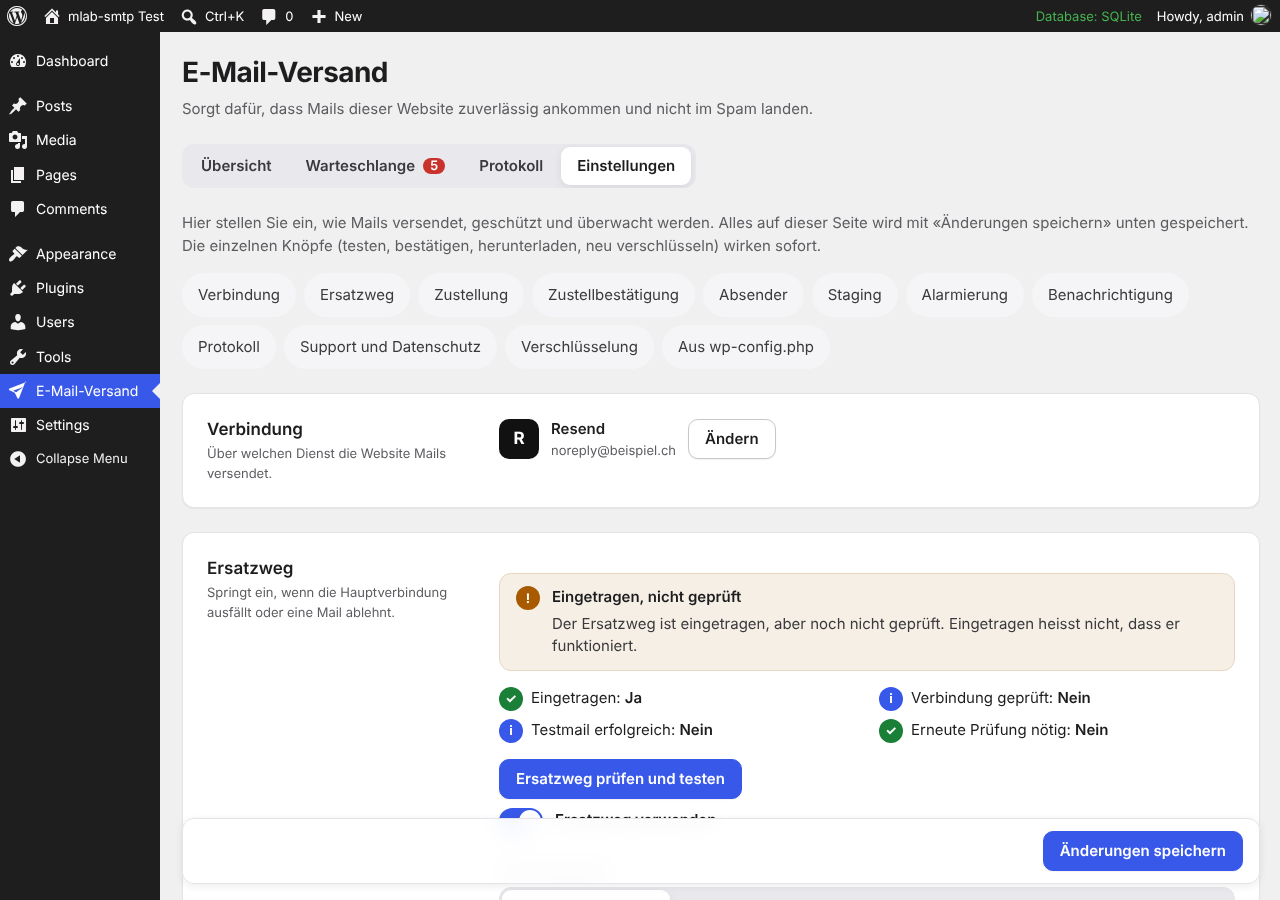 mlab-smtp Test Ctrl+K 0 New Database: SQLite Howdy, admin
Dashboard
Posts
Media
Pages
Comments
Appearance
Plugins
Users
Tools
E-Mail-Versand
Settings
Collapse Menu
E-Mail-Versand
Sorgt dafür, dass Mails dieser Website zuverlässig ankommen und nicht im Spam landen.
Übersicht Warteschlange 5 Protokoll Einstellungen
Hier stellen Sie ein, wie Mails versendet, geschützt und überwacht werden. Alles auf dieser Seite wird mit «Änderungen speichern» unten gespeichert.
Die einzelnen Knöpfe (testen, bestätigen, herunterladen, neu verschlüsseln) wirken sofort.
Verbindung Ersatzweg Zustellung Zustellbestätigung Absender Staging Alarmierung Benachrichtigung
Protokoll Support und Datenschutz Verschlüsselung Aus wp-config.php
Verbindung
Über welchen Dienst die Website Mails
versendet.
R
Resend
noreply@beispiel.ch
Ändern
Ersatzweg
Springt ein, wenn die Hauptverbindung
ausfällt oder eine Mail ablehnt.
! Eingetragen, nicht geprüft
Der Ersatzweg ist eingetragen, aber noch nicht geprüft. Eingetragen heisst nicht, dass er
funktioniert.
Eingetragen: Ja
i Verbindung geprüft: Nein
i Testmail erfolgreich: Nein
Erneute Prüfung nötig: Nein
Ersatzweg prüfen und testen
Ersatzweg verwenden
Änderungen speichern